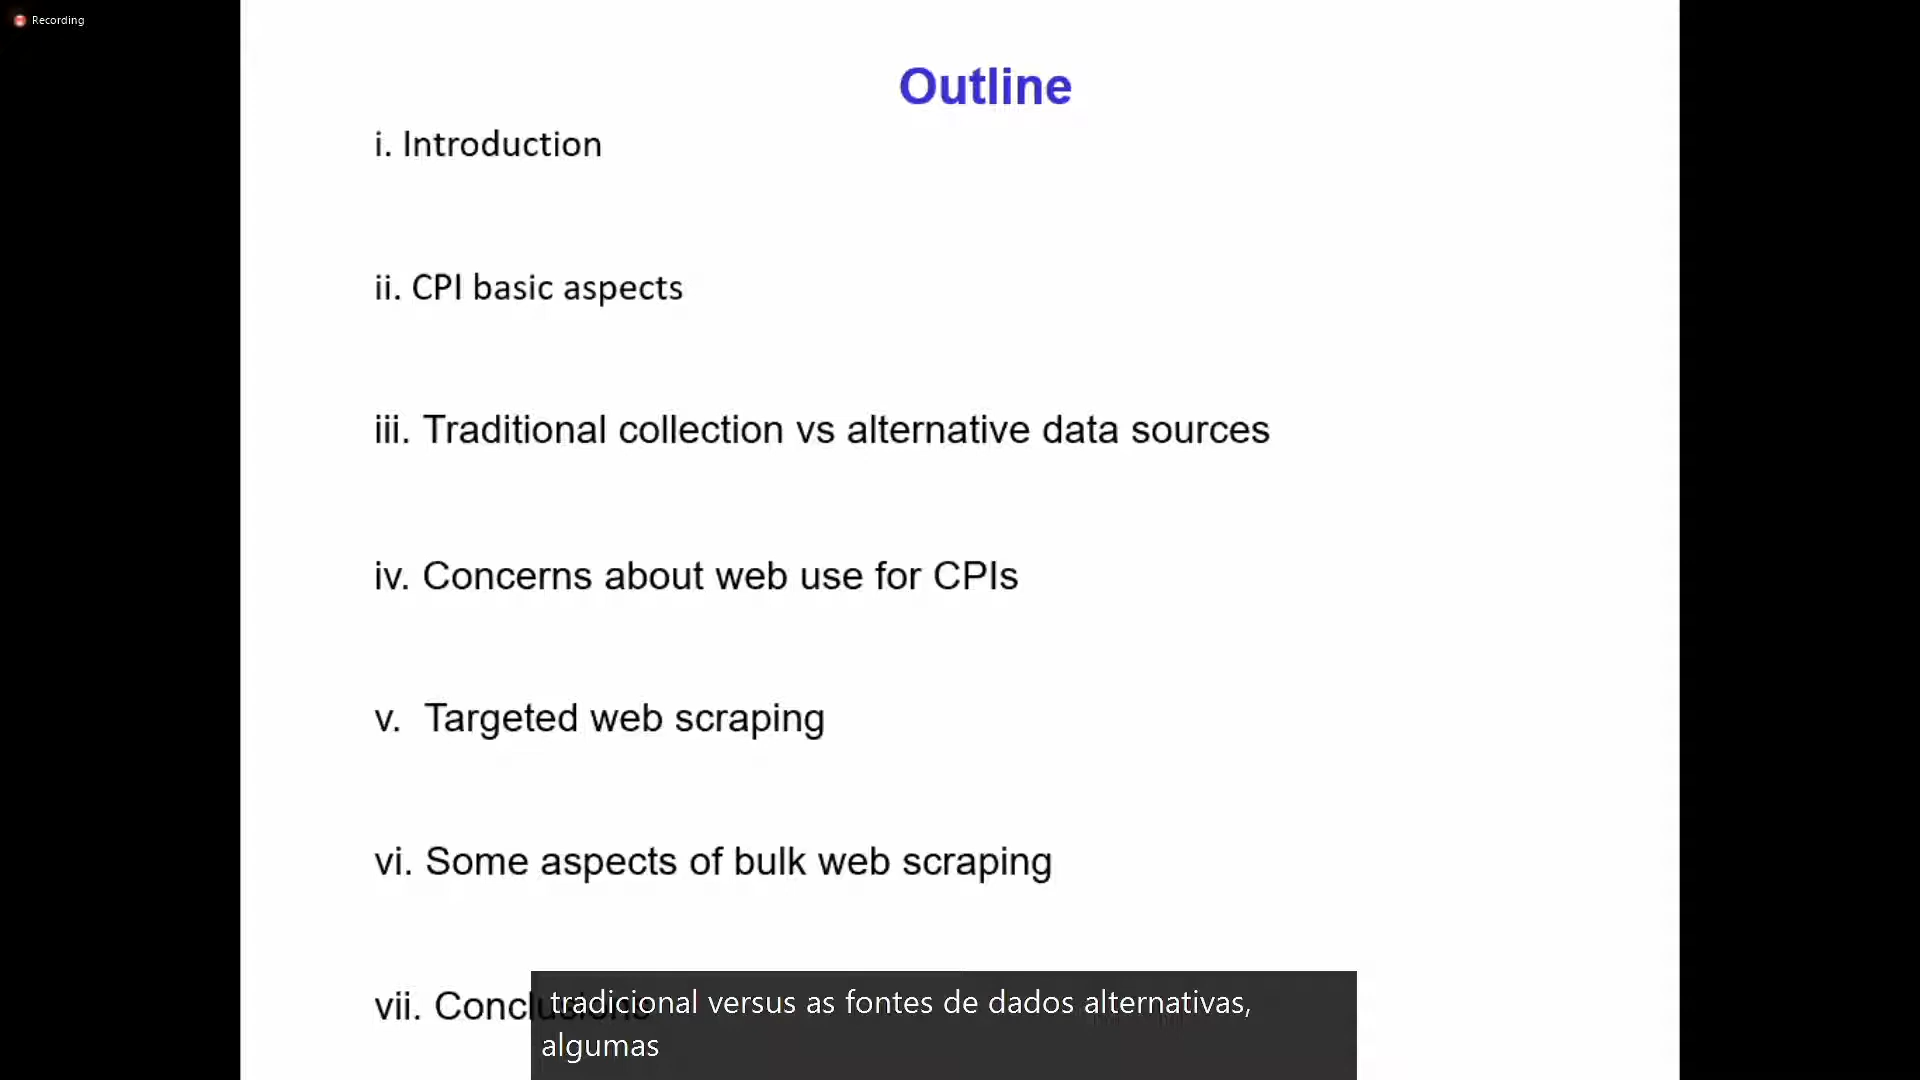 Recording
Outline
i. Introduction
ii. CPI basic aspects
iii. Traditional collection vs alternative data sources
iv. Concerns about web use for CPIs
v. Targeted web scraping
vi. Some aspects of bulk web scraping
vii. Conclusions
tradicional versus as fontes de dados alternativas,
algumas